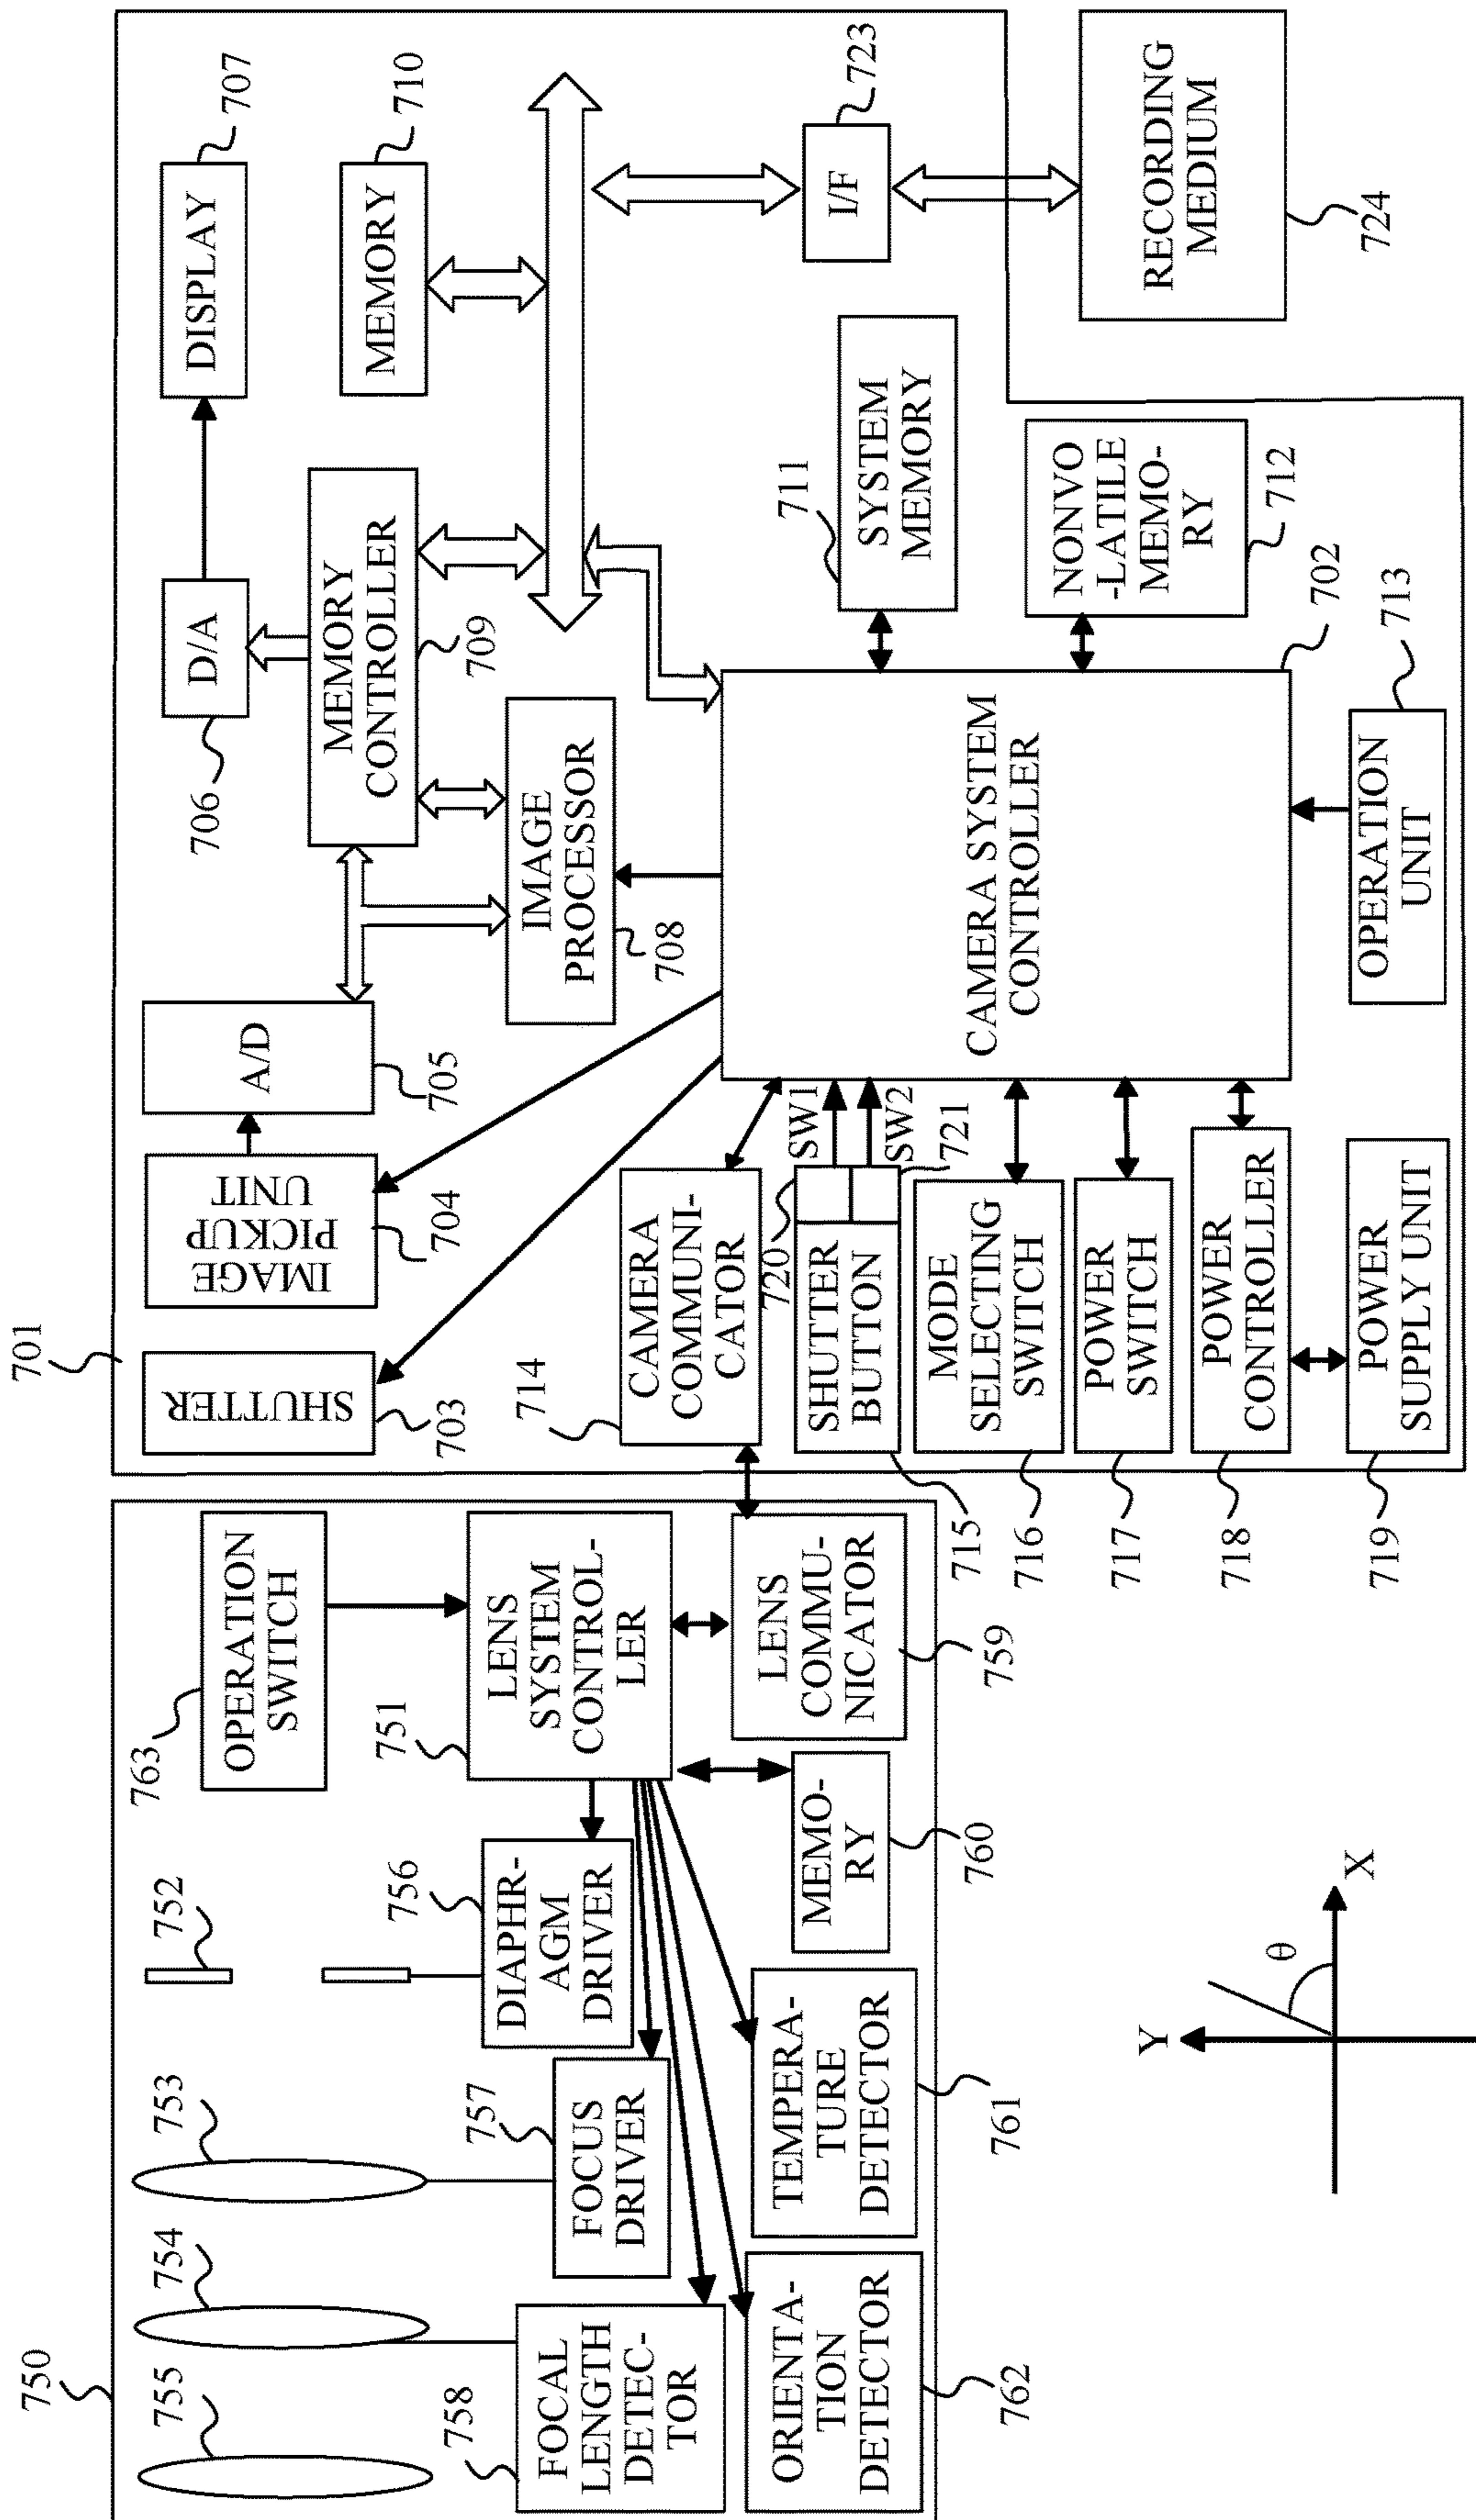 750
755
754
753
752
763
OPERATION
SWITCH
758
FOCAL
LENGTH
DETEC-
TOR
757
FOCUS
DRIVER
756
DIAPHR-
AGM
DRIVER
751
LENS
SYSTEM
CONTROL-
LER
ORIENTA-
TION
DETECTOR
762
TEMPERA-
TURE
DETECTOR
761
MEMO-
RY
760
LENS
COMMU-
NICATOR
759
Y
θ
X
701
SHUTTER
703
IMAGE
PICKUP
UNIT
704
A/D
705
706
D/A
DISPLAY
707
MEMORY
CONTROLLER
709
MEMORY
710
IMAGE
PROCESSOR
708
714
CAMERA
COMMUNI-
CATOR
720
SW1
SHUTTER
BUTTON
SW2
721
715
MODE
SELECTING
SWITCH
716
POWER
SWITCH
717
POWER
CONTROLLER
718
POWER
SUPPLY UNIT
719
CAMERA SYSTEM
CONTROLLER
702
711
SYSTEM
MEMORY
NONVO
-LATILE
MEMO-
RY
712
OPERATION
UNIT
713
I/F
723
RECORDING
MEDIUM
724